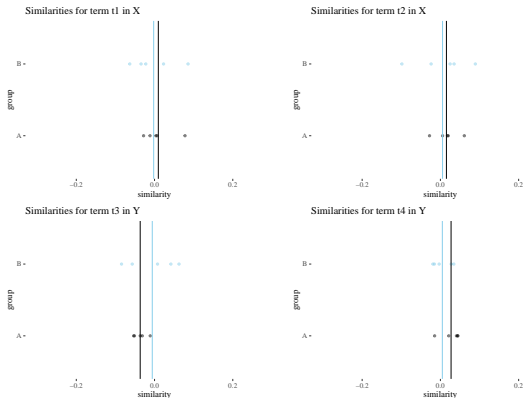 Similarities for term t1 in X
B
A
group
−0.2 0.0 0.2
similarity
Similarities for term t2 in X
B
A
group
−0.2 0.0 0.2
similarity
Similarities for term t3 in Y
B
A
group
−0.2 0.0 0.2
similarity
Similarities for term t4 in Y
B
A
group
−0.2 0.0 0.2
similarity